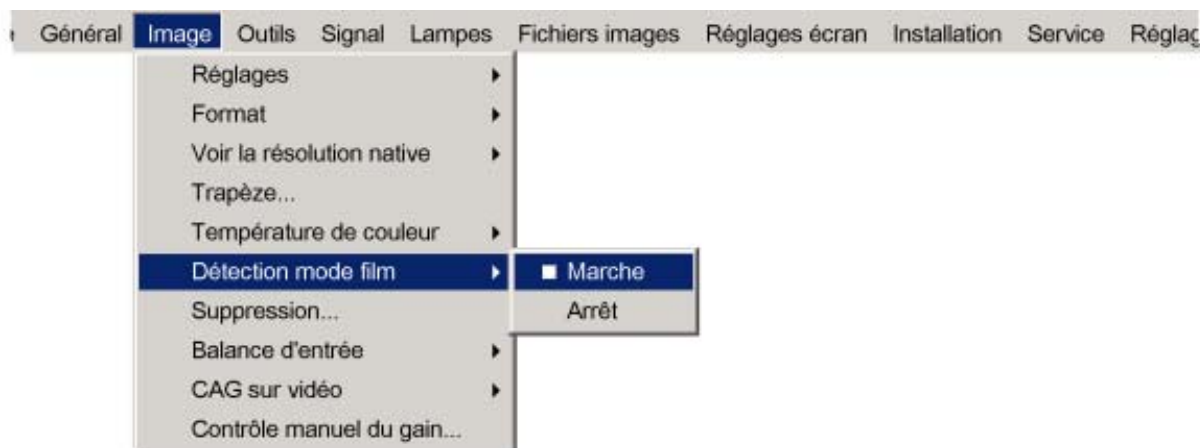 Général Image Outils Signal Lampes Fichiers images Réglages écran Installation Service
Réglages
Format
Voir la résolution native
Trapèze...
Température de couleur
Détection mode film Marche
Suppression... Arrêt
Balance d'entrée
CAG sur vidéo
Contrôle manuel du gain...